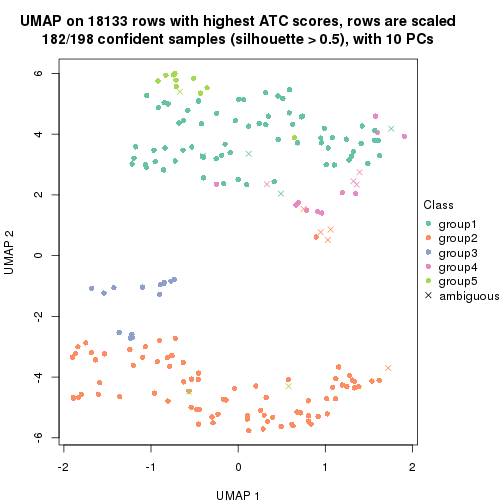 UMAP on 18133 rows with highest ATC scores, rows are scaled
182/198 confident samples (silhouette > 0.5), with 10 PCs
6
4
2
0
-2
-4
-6
UMAP 2
-2
-1
0
1
2
UMAP 1
Class
group1
group2
group3
group4
group5
ambiguous